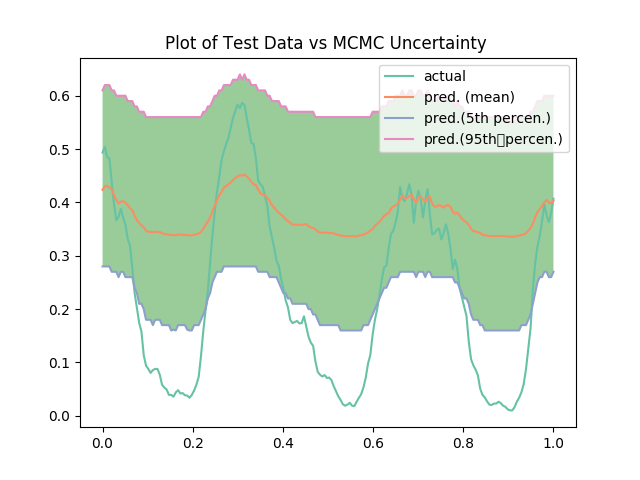 Plot of Test Data vs MCMC Uncertainty
actual
pred. (mean)
pred.(5th percen.)
pred.(95th▯percen.)
0.6
0.5
0.4
0.3
0.2
0.1
0.0
0.0 0.2 0.4 0.6 0.8 1.0